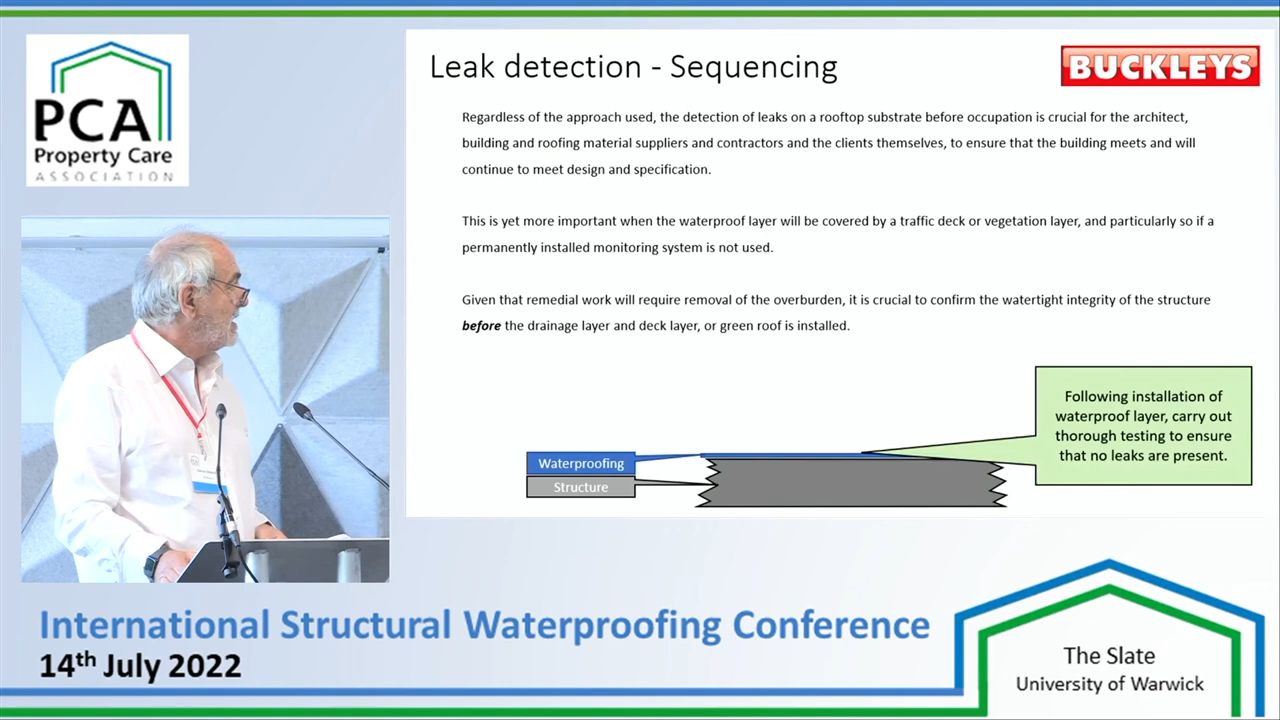 PCA
Property Care
ASSOCIATION
Leak detection - Sequencing
BUCKLEYS
Regardless of the approach used, the detection of leaks on a rooftop substrate before occupation is crucial for the architect,
building and roofing material suppliers and contractors and the clients themselves, to ensure that the building meets and will
continue to meet design and specification.
This is yet more important when the waterproof layer will be covered by a traffic deck or vegetation layer, and particularly so if a
permanently installed monitoring system is not used.
Given that remedial work will require removal of the overburden, it is crucial to confirm the watertight integrity of the structure
before the drainage layer and deck layer, or green roof is installed.
Following installation of
waterproof layer, carry out
thorough testing to ensure
that no leaks are present.
Waterproofing
Structure
International Structural Waterproofing Conference
14th July 2022
The Slate
University of Warwick